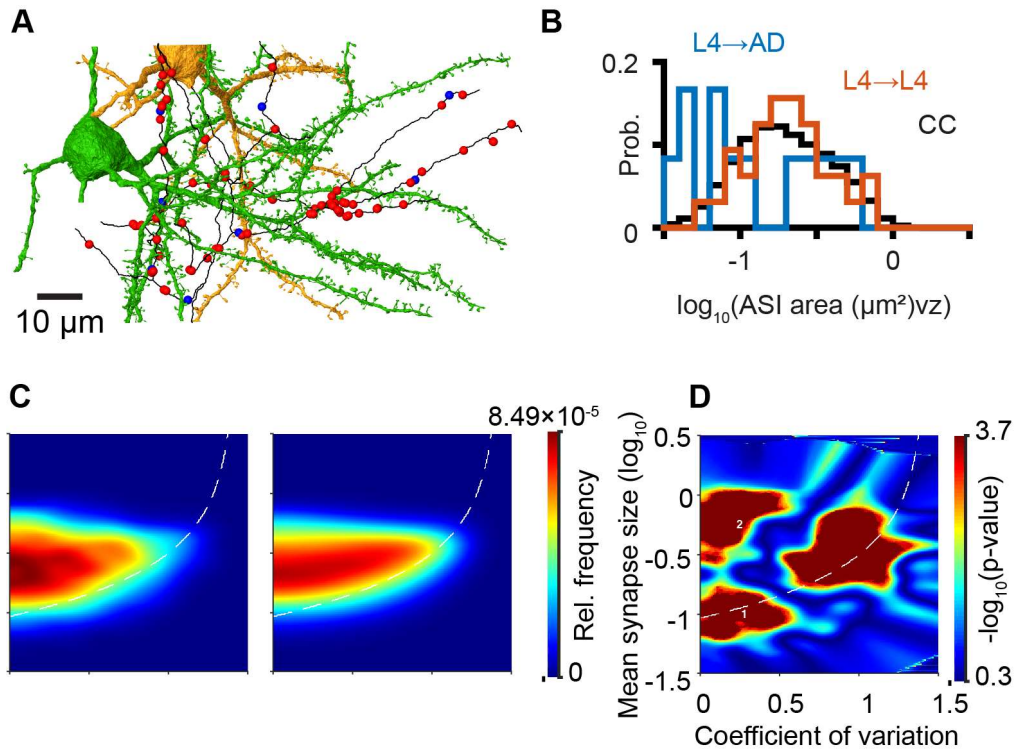 A
10 µm
B
L4→AD
L4→L4
CC
0.2
Prob.
0
-1
0
log₁₀(ASI area (µm²)vz)
C
8.49×10⁻⁵
Rel. frequency
0
D
Mean synapse size (log₁₀)
0.5
0
-0.5
-1
-1.5
2
1
0
0.5
1
1.5
Coefficient of variation
3.7
-log₁₀(p-value)
0.3